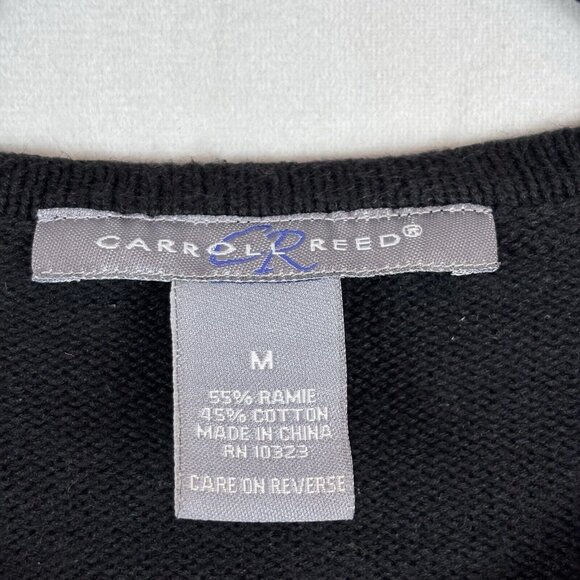 CARROLL REED®
CR
M
55% RAMIE
45% COTTON
MADE IN CHINA
RN 10323
CARE ON REVERSE